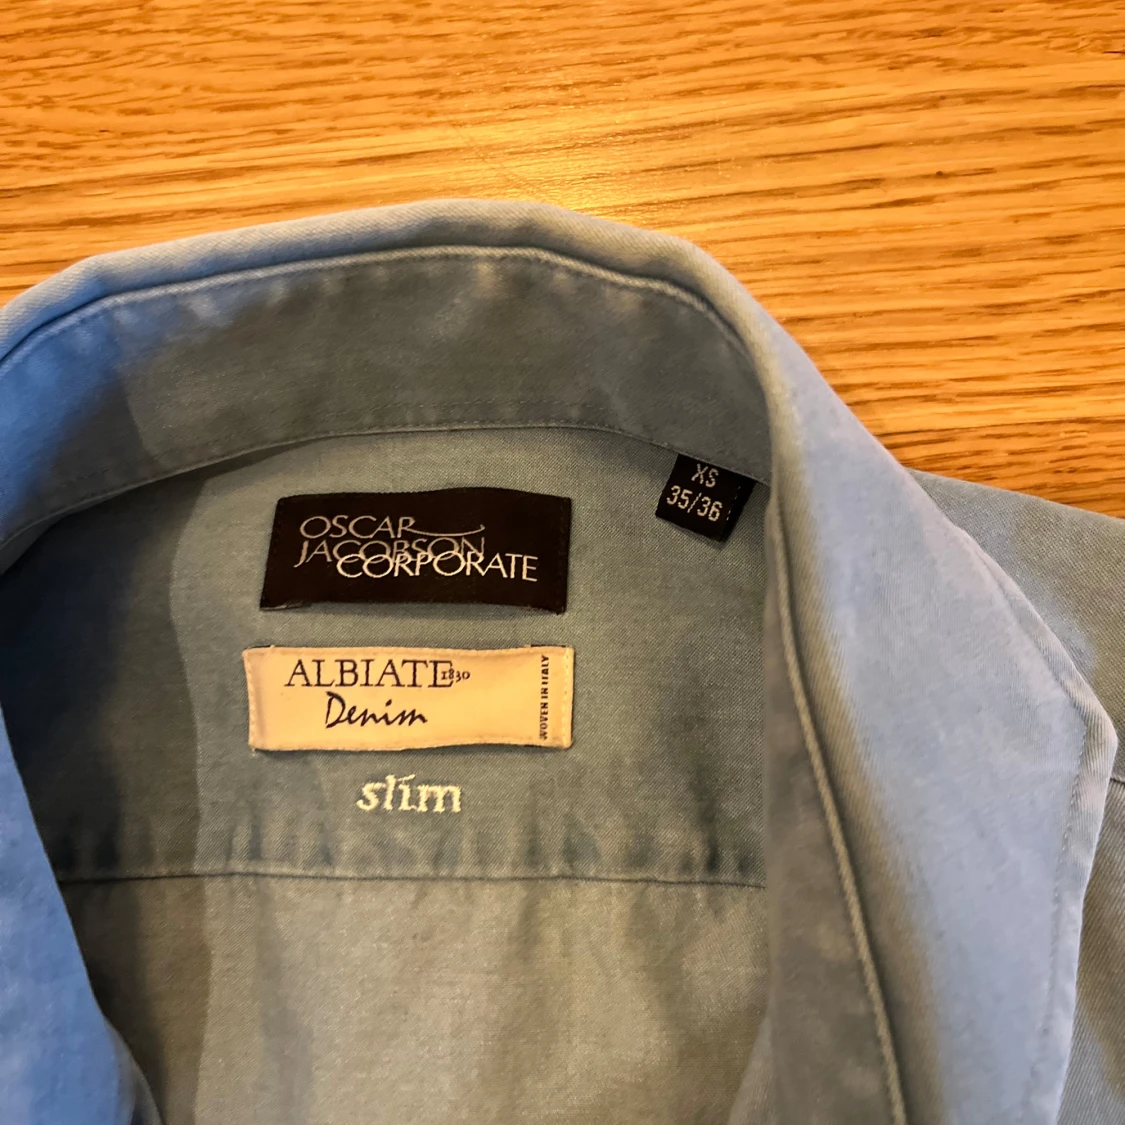 XS
35/36
OSCAR
JACOBSON
CORPORATE
ALBIATE 1830
Denim
WOVEN IN ITALY
slim